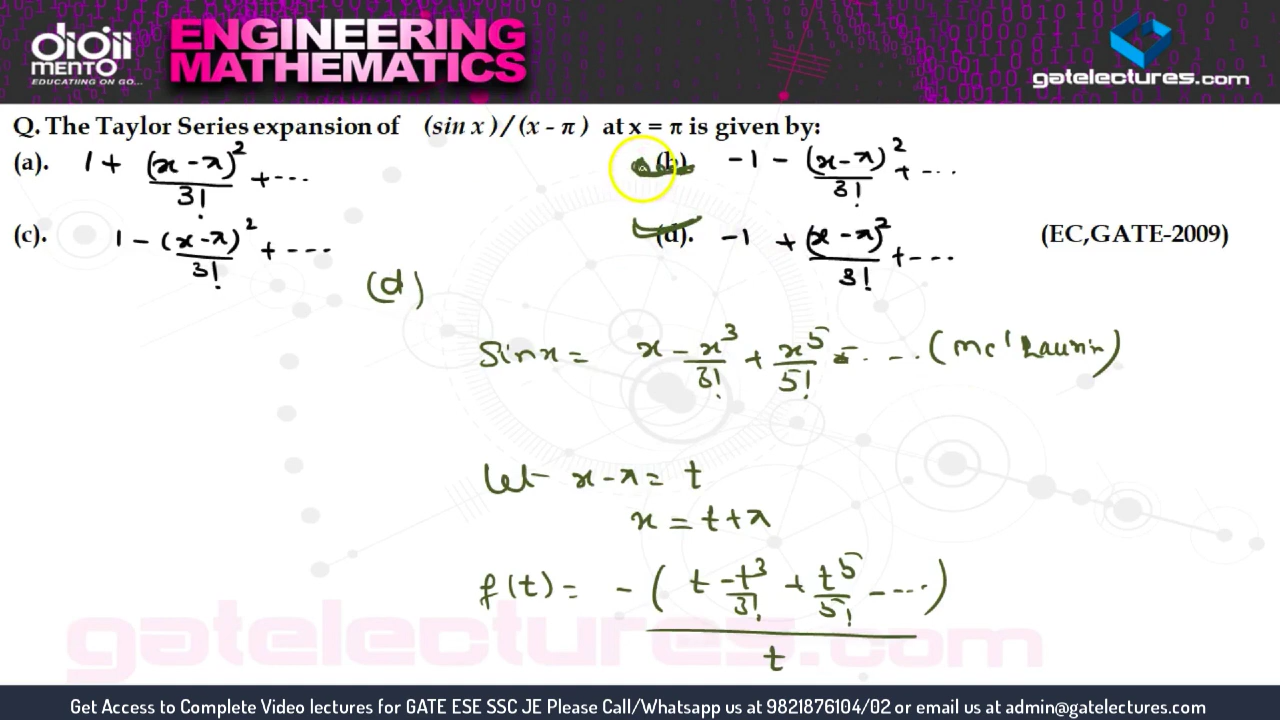 digii MENTO EDUCATING ON GO...
ENGINEERING MATHEMATICS
gatelectures.com
Q. The Taylor Series expansion of (sin x) / (x - π) at x = π is given by:
(a). 1 + (x-π)²/3! + ---
(b). -1 - (x-π)²/3! + ---
(c). 1 - (x-π)²/3! + ----
(d). -1 + (x-π)²/3! + ---
(EC,GATE-2009)
(d)
Sin x = x - x³/3! + x⁵/5! - ---- (Mc'Laurin)
Let x-π = t
x = t+π
f(t) = -(t - t³/3! + t⁵/5! - ----)/t
gatelectures.com
Get Access to Complete Video lectures for GATE ESE SSC JE Please Call/Whatsapp us at 9821876104/02 or email us at admin@gatelectures.com